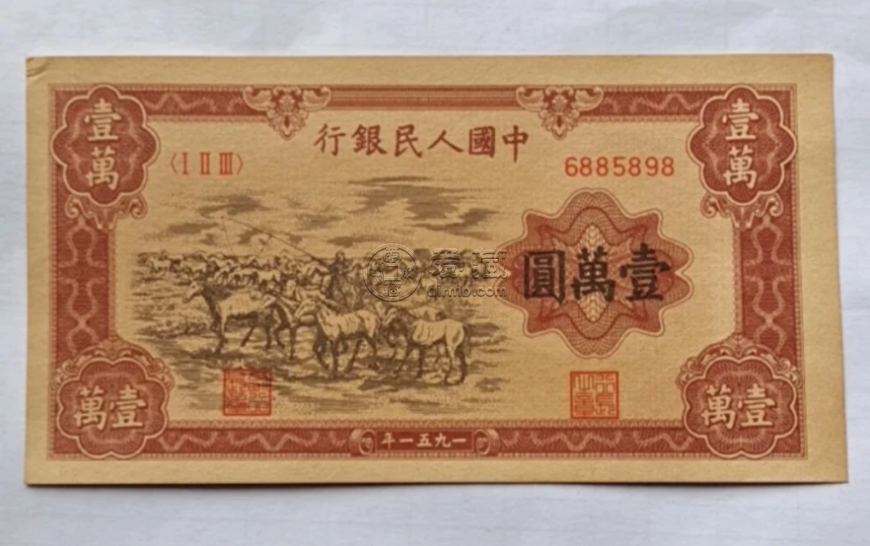 中國人民銀行
〈I II III〉
6885898
壹萬
壹萬
壹萬圓
壹萬
壹萬
一九五一年